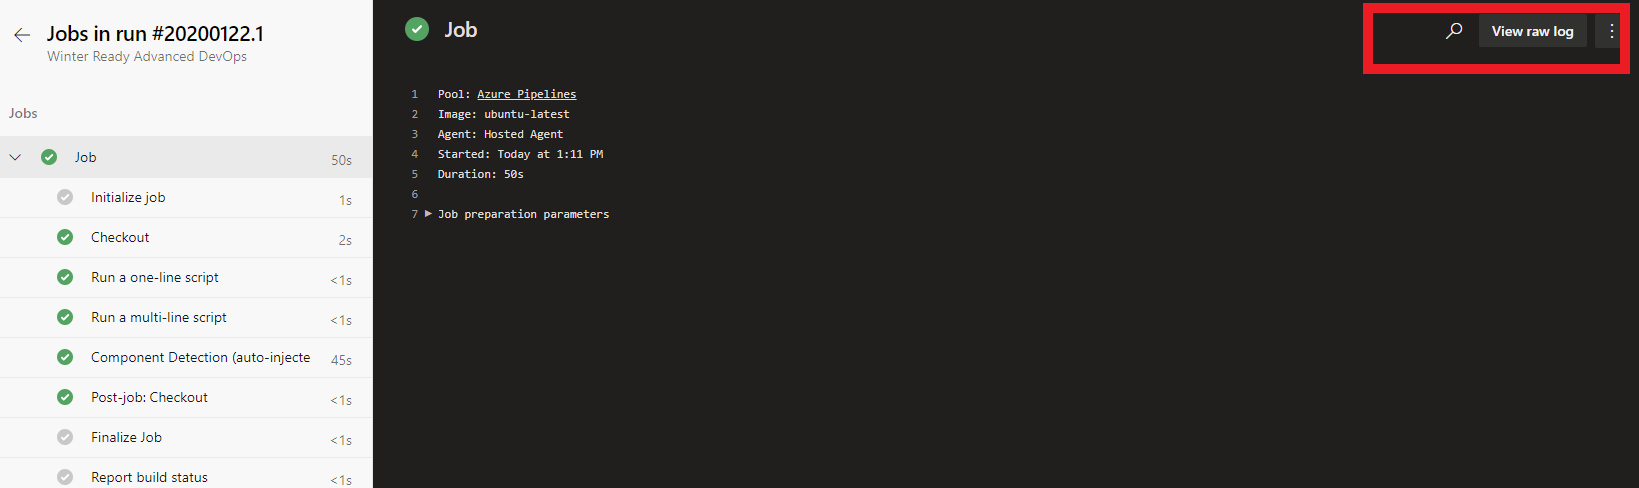 Jobs in run #20200122.1
Winter Ready Advanced DevOps
Jobs
Job 50s
Initialize job 1s
Checkout 2s
Run a one-line script <1s
Run a multi-line script <1s
Component Detection (auto-injecte 45s
Post-job: Checkout <1s
Finalize Job <1s
Report build status <1s
Job
View raw log
1 Pool: Azure Pipelines
2 Image: ubuntu-latest
3 Agent: Hosted Agent
4 Started: Today at 1:11 PM
5 Duration: 50s
6
7 Job preparation parameters